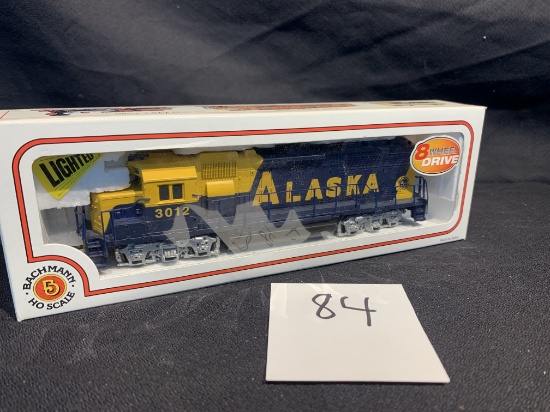 LIGHTED
8 WHEEL
DRIVE
ALASKA
3012
BACHMANN
HO SCALE
84